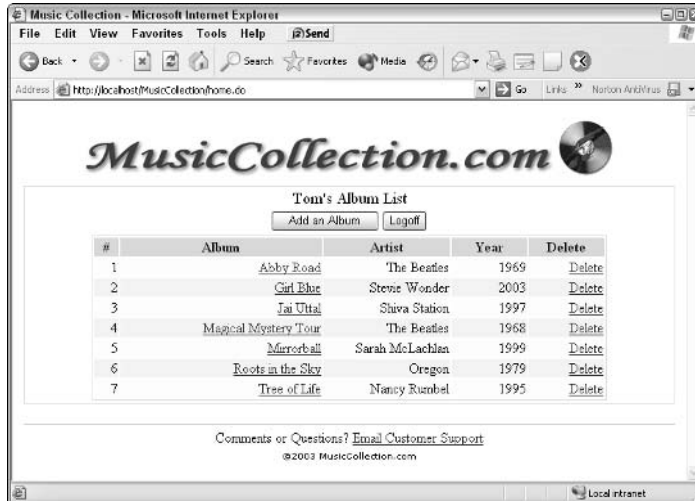 Music Collection - Microsoft Internet Explorer
File Edit View Favorites Tools Help Send
Back Search Favorites Media
Address http://localhost/MusicCollection/home.do Go Links » Norton AntiVirus
MusicCollection.com
Tom's Album List
Add an Album Logoff
# Album Artist Year Delete
1 Abby Road The Beatles 1969 Delete
2 Girl Blue Stevie Wonder 2003 Delete
3 Jai Uttal Shiva Station 1997 Delete
4 Magical Mystery Tour The Beatles 1968 Delete
5 Mirrorball Sarah McLachlan 1999 Delete
6 Roots in the Sky Oregon 1979 Delete
7 Tree of Life Nancy Rumbel 1995 Delete
Comments or Questions? Email Customer Support
©2003 MusicCollection.com
Local intranet